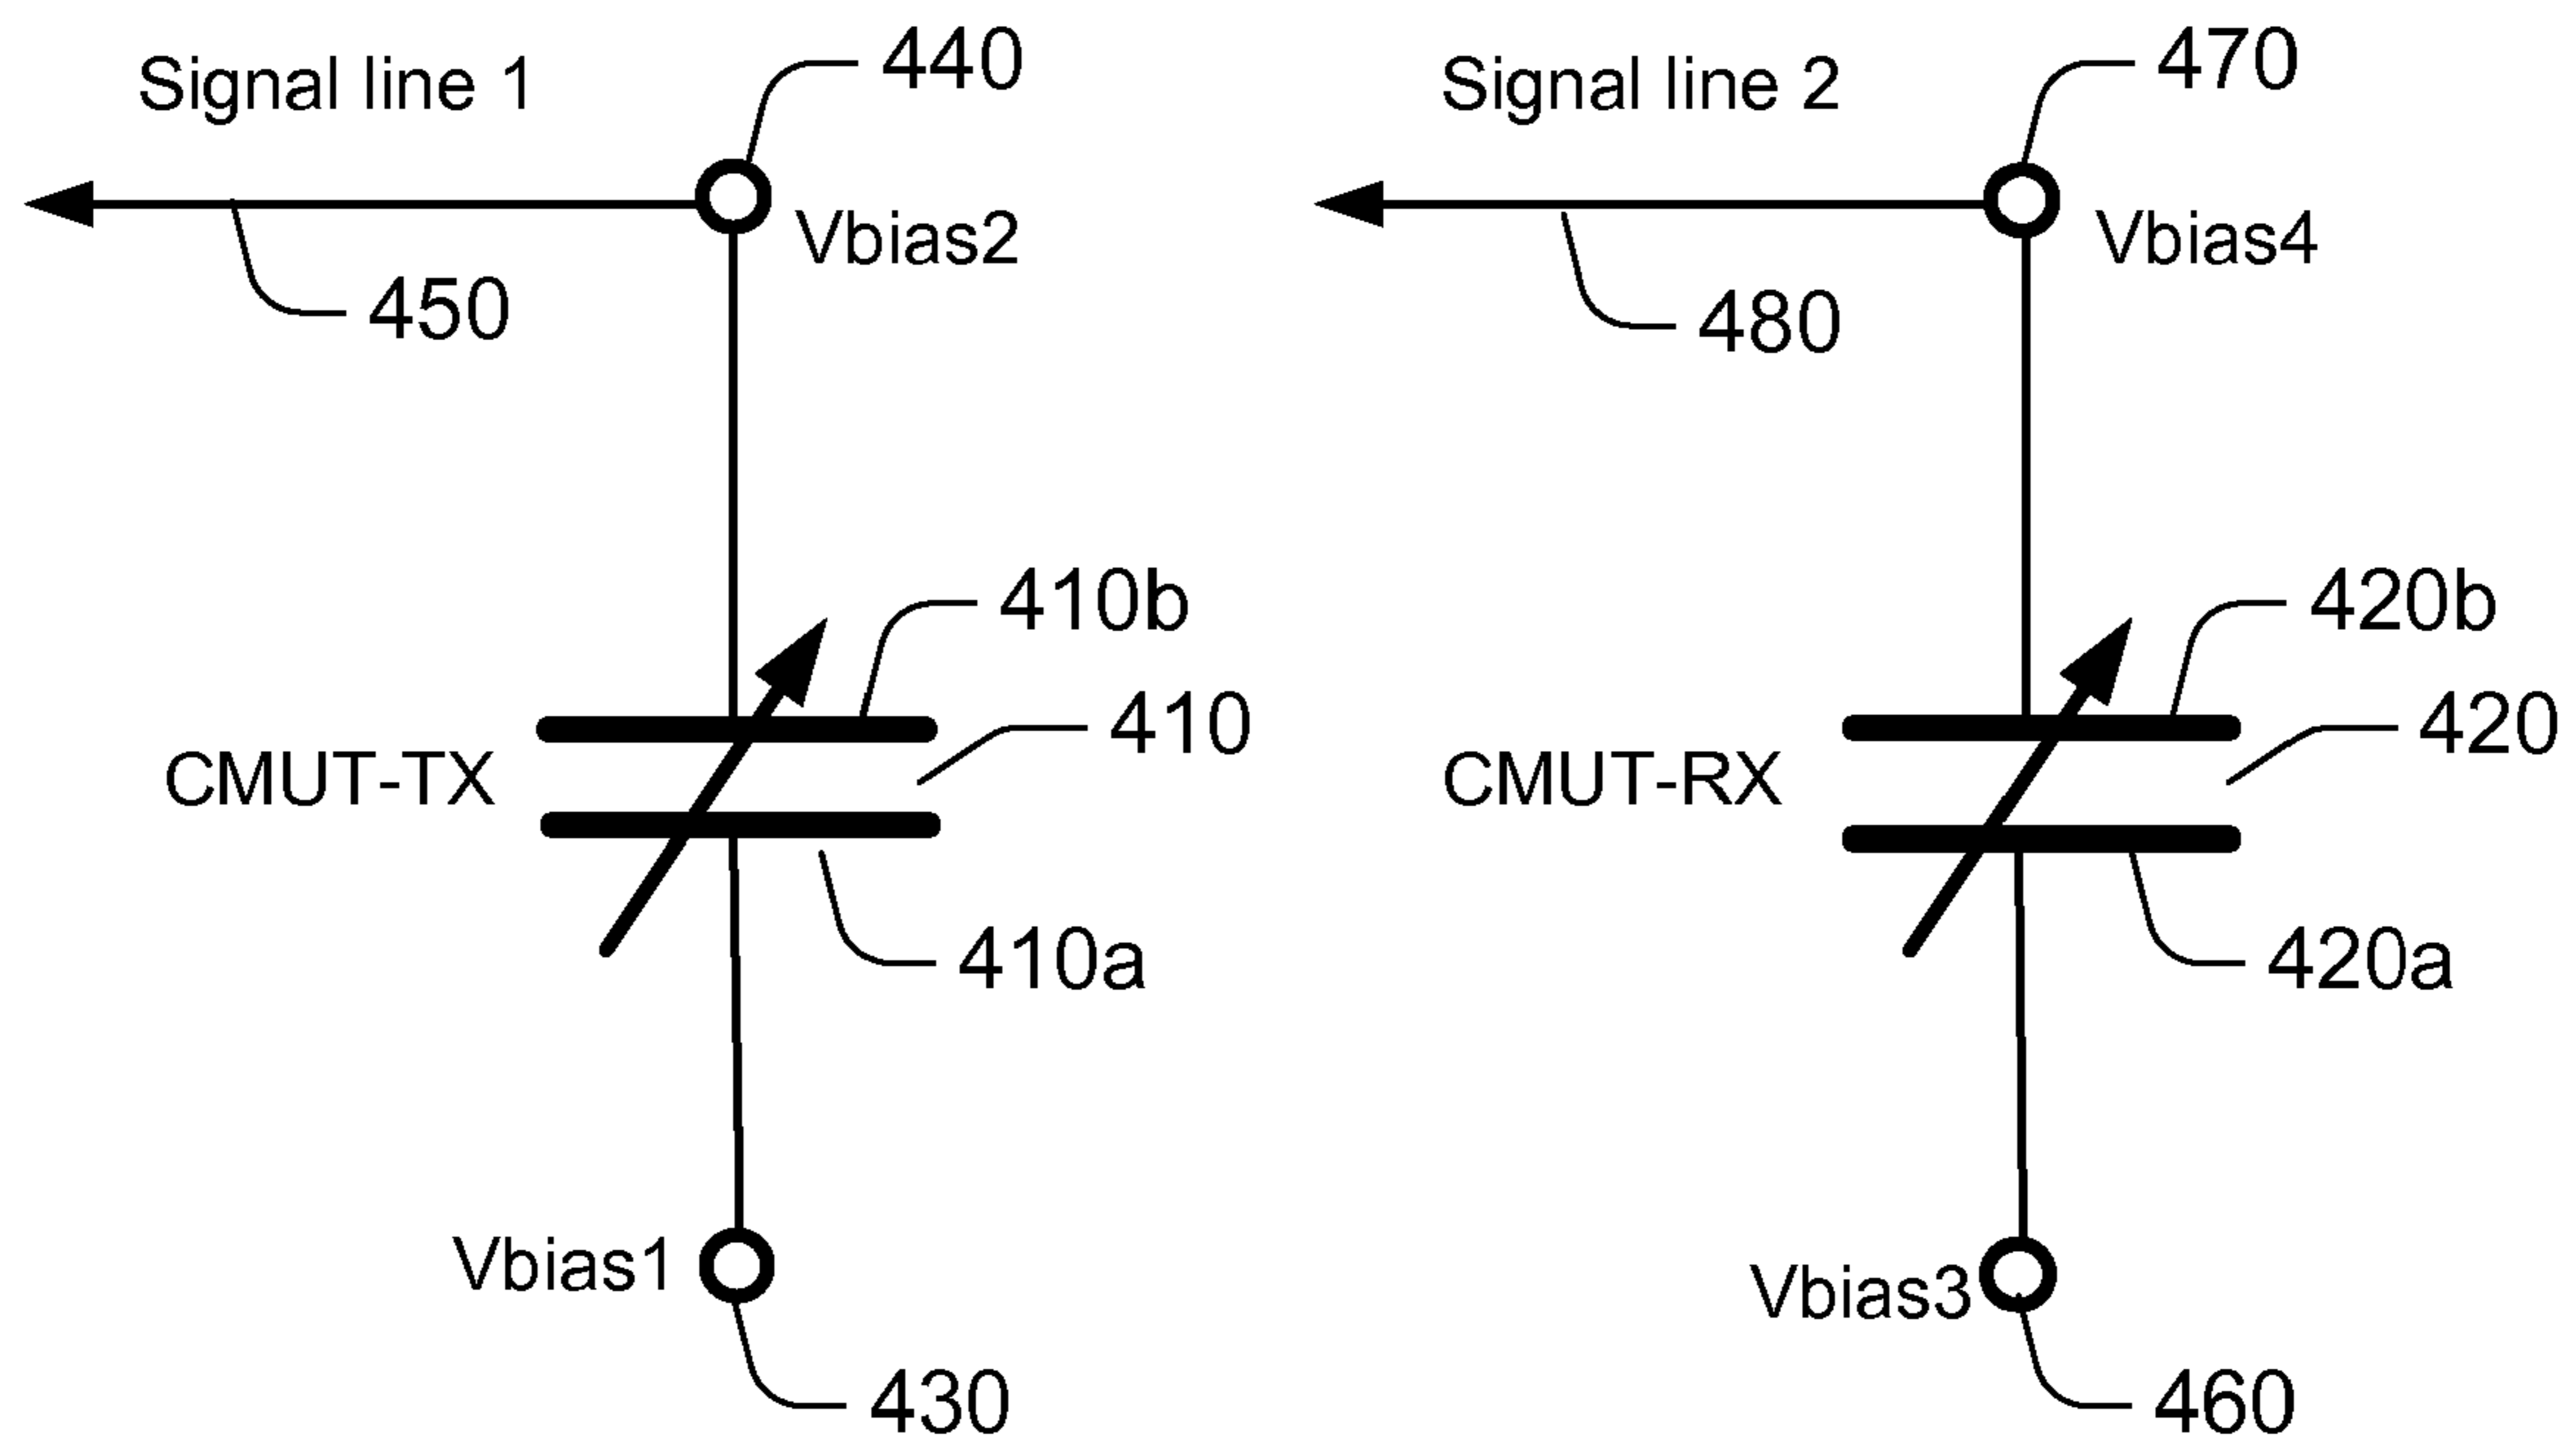 Signal line 1
440
Vbias2
450
410b
410
CMUT-TX
410a
Vbias1
430
Signal line 2
470
Vbias4
480
420b
420
CMUT-RX
420a
Vbias3
460